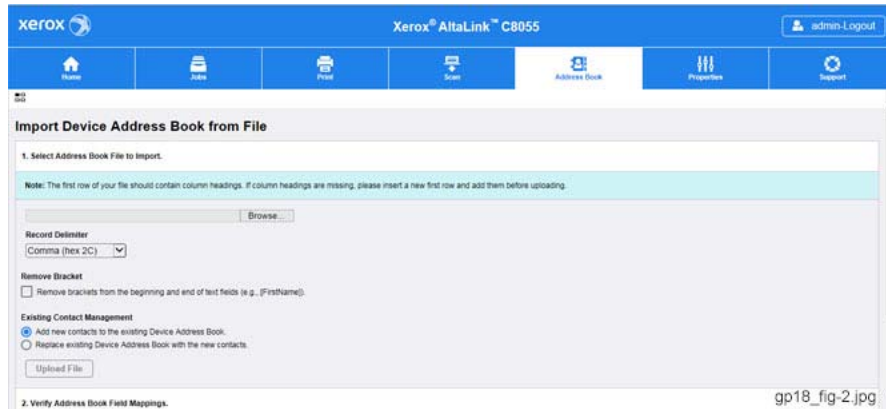 xerox
Xerox® AltaLink™ C8055
admin-Logout
Home
Jobs
Print
Scan
Address Book
Properties
Support
Import Device Address Book from File
1. Select Address Book File to Import.
Note: The first row of your file should contain column headings. If column headings are missing, please insert a new first row and add them before uploading.
Browse...
Record Delimiter
Comma (hex 2C)
Remove Bracket
Remove brackets from the beginning and end of text fields (e.g., [FirstName]).
Existing Contact Management
Add new contacts to the existing Device Address Book.
Replace existing Device Address Book with the new contacts.
Upload File
2. Verify Address Book Field Mappings.
gp18_fig-2.jpg